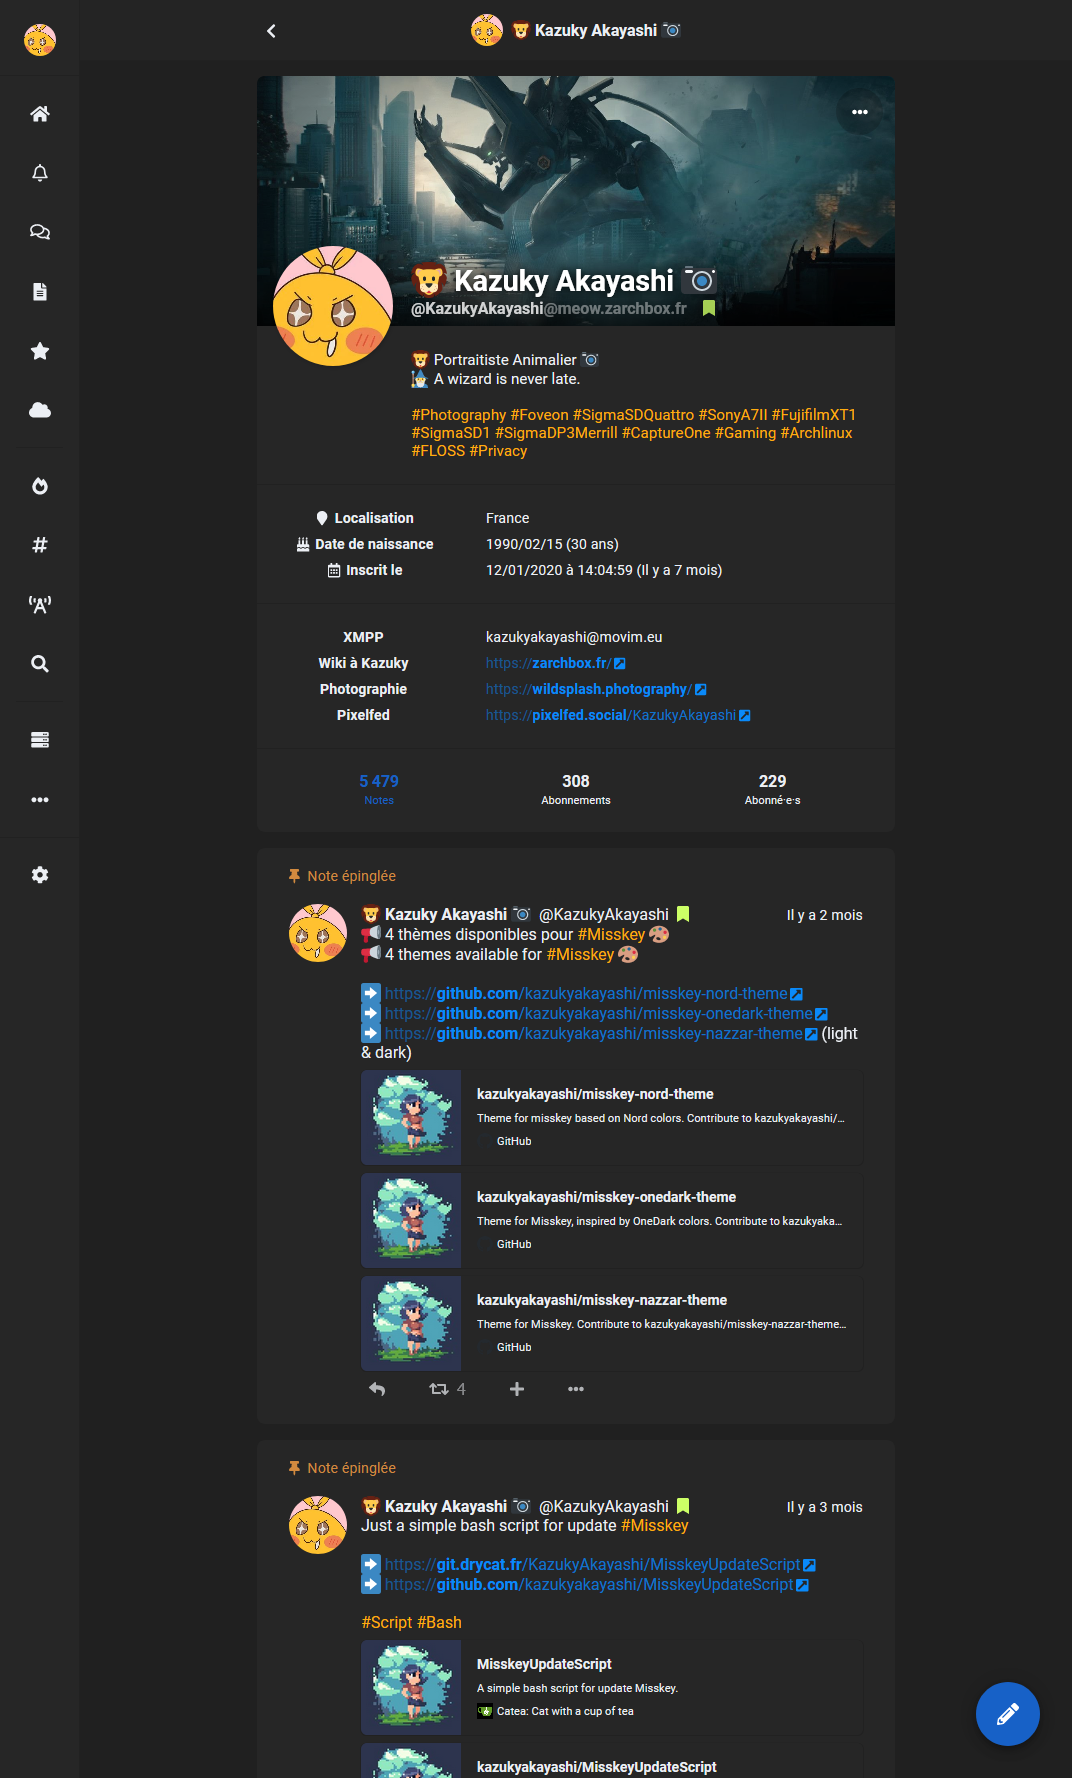 Kazuky Akayashi
Kazuky Akayashi
@KazukyAkayashi@meow.zarchbox.fr
Portraitiste Animalier
A wizard is never late.
#Photography #Foveon #SigmaSDQuattro #SonyA7II #FujifilmXT1
#SigmaSD1 #SigmaDP3Merrill #CaptureOne #Gaming #Archlinux
#FLOSS #Privacy
Localisation France
Date de naissance 1990/02/15 (30 ans)
Inscrit le 12/01/2020 à 14:04:59 (Il y a 7 mois)
XMPP kazukyakayashi@movim.eu
Wiki à Kazuky https://zarchbox.fr/
Photographie https://wildsplash.photography/
Pixelfed https://pixelfed.social/KazukyAkayashi
5 479 308 229
Notes Abonnements Abonné·e·s
Note épinglée
Kazuky Akayashi @KazukyAkayashi Il y a 2 mois
4 thèmes disponibles pour #Misskey
4 themes available for #Misskey
https://github.com/kazukyakayashi/misskey-nord-theme
https://github.com/kazukyakayashi/misskey-onedark-theme
https://github.com/kazukyakayashi/misskey-nazzar-theme (light
& dark)
kazukyakayashi/misskey-nord-theme
Theme for misskey based on Nord colors. Contribute to kazukyakayashi/…
GitHub
kazukyakayashi/misskey-onedark-theme
Theme for Misskey, inspired by OneDark colors. Contribute to kazukyaka…
GitHub
kazukyakayashi/misskey-nazzar-theme
Theme for Misskey. Contribute to kazukyakayashi/misskey-nazzar-theme…
GitHub
4
Note épinglée
Kazuky Akayashi @KazukyAkayashi Il y a 3 mois
Just a simple bash script for update #Misskey
https://git.drycat.fr/KazukyAkayashi/MisskeyUpdateScript
https://github.com/kazukyakayashi/MisskeyUpdateScript
#Script #Bash
MisskeyUpdateScript
A simple bash script for update Misskey.
Catea: Cat with a cup of tea
kazukyakayashi/MisskeyUpdateScript